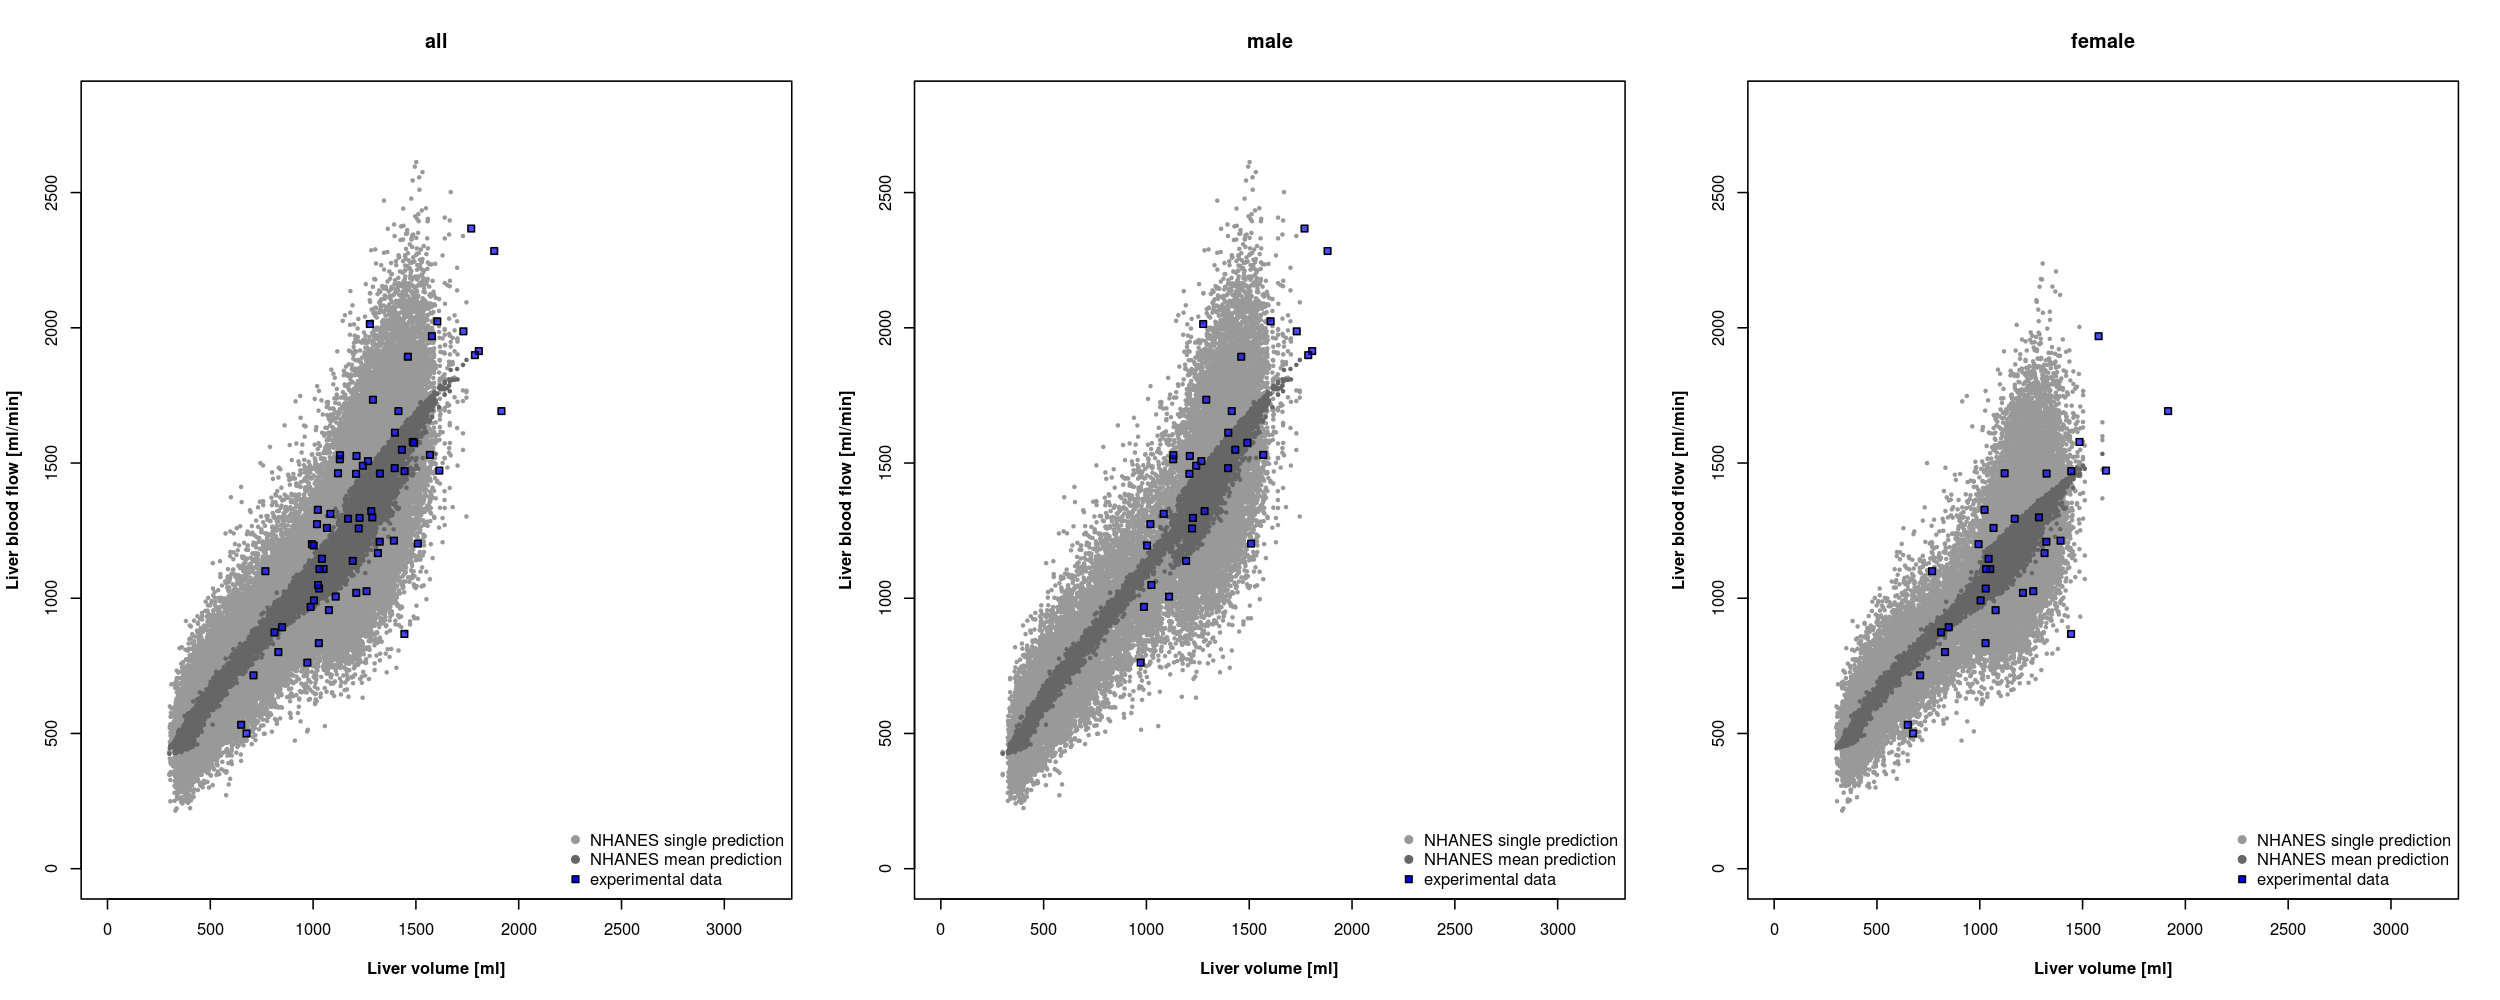 all
Liver blood flow [ml/min]
2500
2000
1500
1000
500
0
NHANES single prediction
NHANES mean prediction
experimental data
0 500 1000 1500 2000 2500 3000
Liver volume [ml]
male
Liver blood flow [ml/min]
2500
2000
1500
1000
500
0
NHANES single prediction
NHANES mean prediction
experimental data
0 500 1000 1500 2000 2500 3000
Liver volume [ml]
female
Liver blood flow [ml/min]
2500
2000
1500
1000
500
0
NHANES single prediction
NHANES mean prediction
experimental data
0 500 1000 1500 2000 2500 3000
Liver volume [ml]